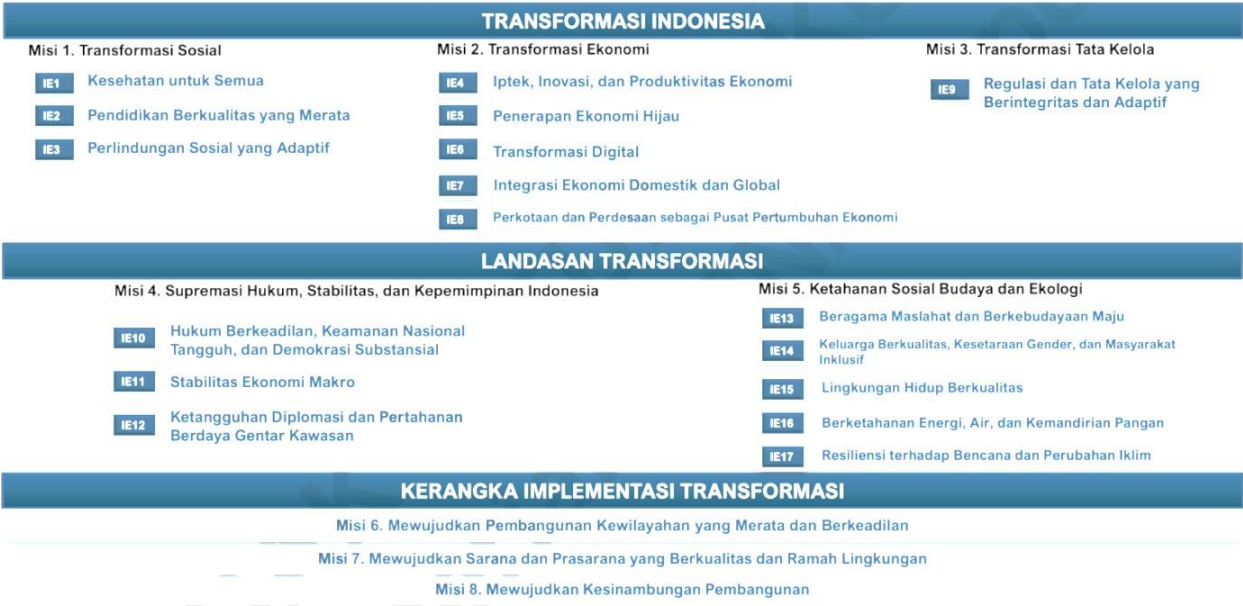 TRANSFORMASI INDONESIA
Misi 1. Transformasi Sosial
IE1 Kesehatan untuk Semua
IE2 Pendidikan Berkualitas yang Merata
IE3 Perlindungan Sosial yang Adaptif
Misi 2. Transformasi Ekonomi
IE4 Iptek, Inovasi, dan Produktivitas Ekonomi
IE5 Penerapan Ekonomi Hijau
IE6 Transformasi Digital
IE7 Integrasi Ekonomi Domestik dan Global
IE8 Perkotaan dan Perdesaan sebagai Pusat Pertumbuhan Ekonomi
Misi 3. Transformasi Tata Kelola
IE9 Regulasi dan Tata Kelola yang
Berintegritas dan Adaptif
LANDASAN TRANSFORMASI
Misi 4. Supremasi Hukum, Stabilitas, dan Kepemimpinan Indonesia
IE10 Hukum Berkeadilan, Keamanan Nasional
Tangguh, dan Demokrasi Substansial
IE11 Stabilitas Ekonomi Makro
IE12 Ketangguhan Diplomasi dan Pertahanan
Berdaya Gentar Kawasan
Misi 5. Ketahanan Sosial Budaya dan Ekologi
IE13 Beragama Maslahat dan Berkebudayaan Maju
IE14 Keluarga Berkualitas, Kesetaraan Gender, dan Masyarakat
Inklusif
IE15 Lingkungan Hidup Berkualitas
IE16 Berketahanan Energi, Air, dan Kemandirian Pangan
IE17 Resiliensi terhadap Bencana dan Perubahan Iklim
KERANGKA IMPLEMENTASI TRANSFORMASI
Misi 6. Mewujudkan Pembangunan Kewilayahan yang Merata dan Berkeadilan
Misi 7. Mewujudkan Sarana dan Prasarana yang Berkualitas dan Ramah Lingkungan
Misi 8. Mewujudkan Kesinambungan Pembangunan